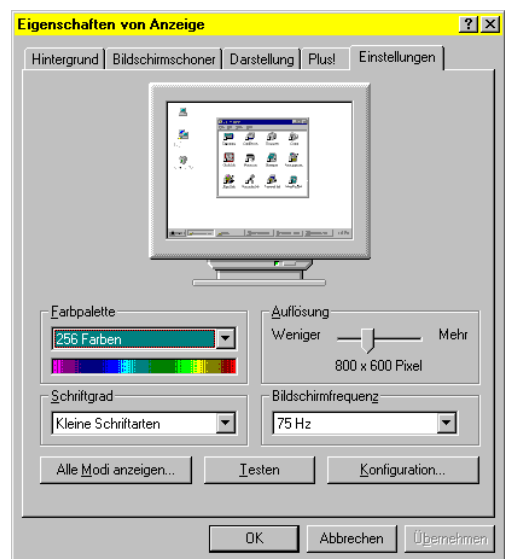 Eigenschaften von Anzeige
Hintergrund Bildschirmschoner Darstellung Plus! Einstellungen
Farbpalette
256 Farben
Auflösung
Weniger Mehr
800 x 600 Pixel
Schriftgrad
Kleine Schriftarten
Bildschirmfrequenz
75 Hz
Alle Modi anzeigen... Testen Konfiguration...
OK Abbrechen Übernehmen